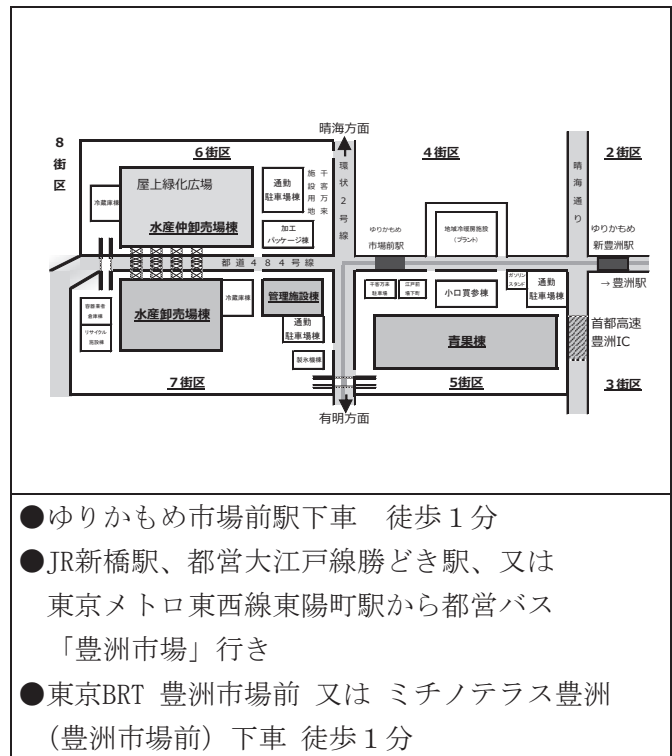 晴海方面
8街区
6街区
4街区
2街区
環状2号線
晴海通り
屋上緑化広場
冷蔵庫棟
通勤
駐車場棟
千客万来
施設用地
水産仲卸売場棟
加工
パッケージ棟
ゆりかもめ
市場前駅
地域冷暖房施設
(プラント)
ゆりかもめ
新豊洲駅
都道484号線
→ 豊洲駅
水産卸売場棟
冷蔵庫棟
管理施設棟
通勤
駐車場棟
製氷機棟
リサイクル
施設棟
千客万来
駐車場
江戸前
場下町
小口買参棟
ガソリン
スタンド
通勤
駐車場棟
青果棟
首都高速
豊洲IC
7街区
5街区
3街区
有明方面
●ゆりかもめ市場前駅下車　徒歩1分
●JR新橋駅、都営大江戸線勝どき駅、又は
東京メトロ東西線東陽町駅から都営バス
「豊洲市場」行き
●東京BRT 豊洲市場前 又は ミチノテラス豊洲
(豊洲市場前) 下車 徒歩1分